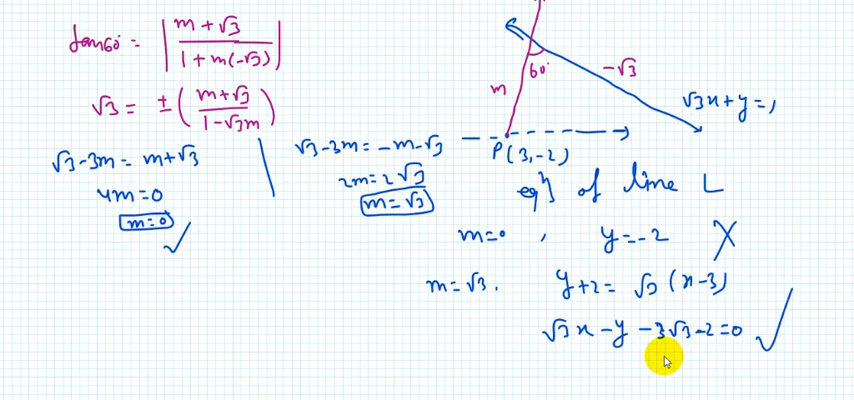 tan60° = | (m + √3) / (1 + m(-√3)) |
√3 = ± ( (m + √3) / (1 - √3m) )
√3 - 3m = m + √3
4m = 0
m = 0 ✓
√3 - 3m = -m - √3
2m = 2√3
m = √3
60°
-√3
m
√3x + y = 1
P(3, -2)
eqⁿ of line L
m = 0 , y = -2 ✗
m = √3 . y + 2 = √3 (x - 3)
√3x - y - 3√3 - 2 = 0 ✓